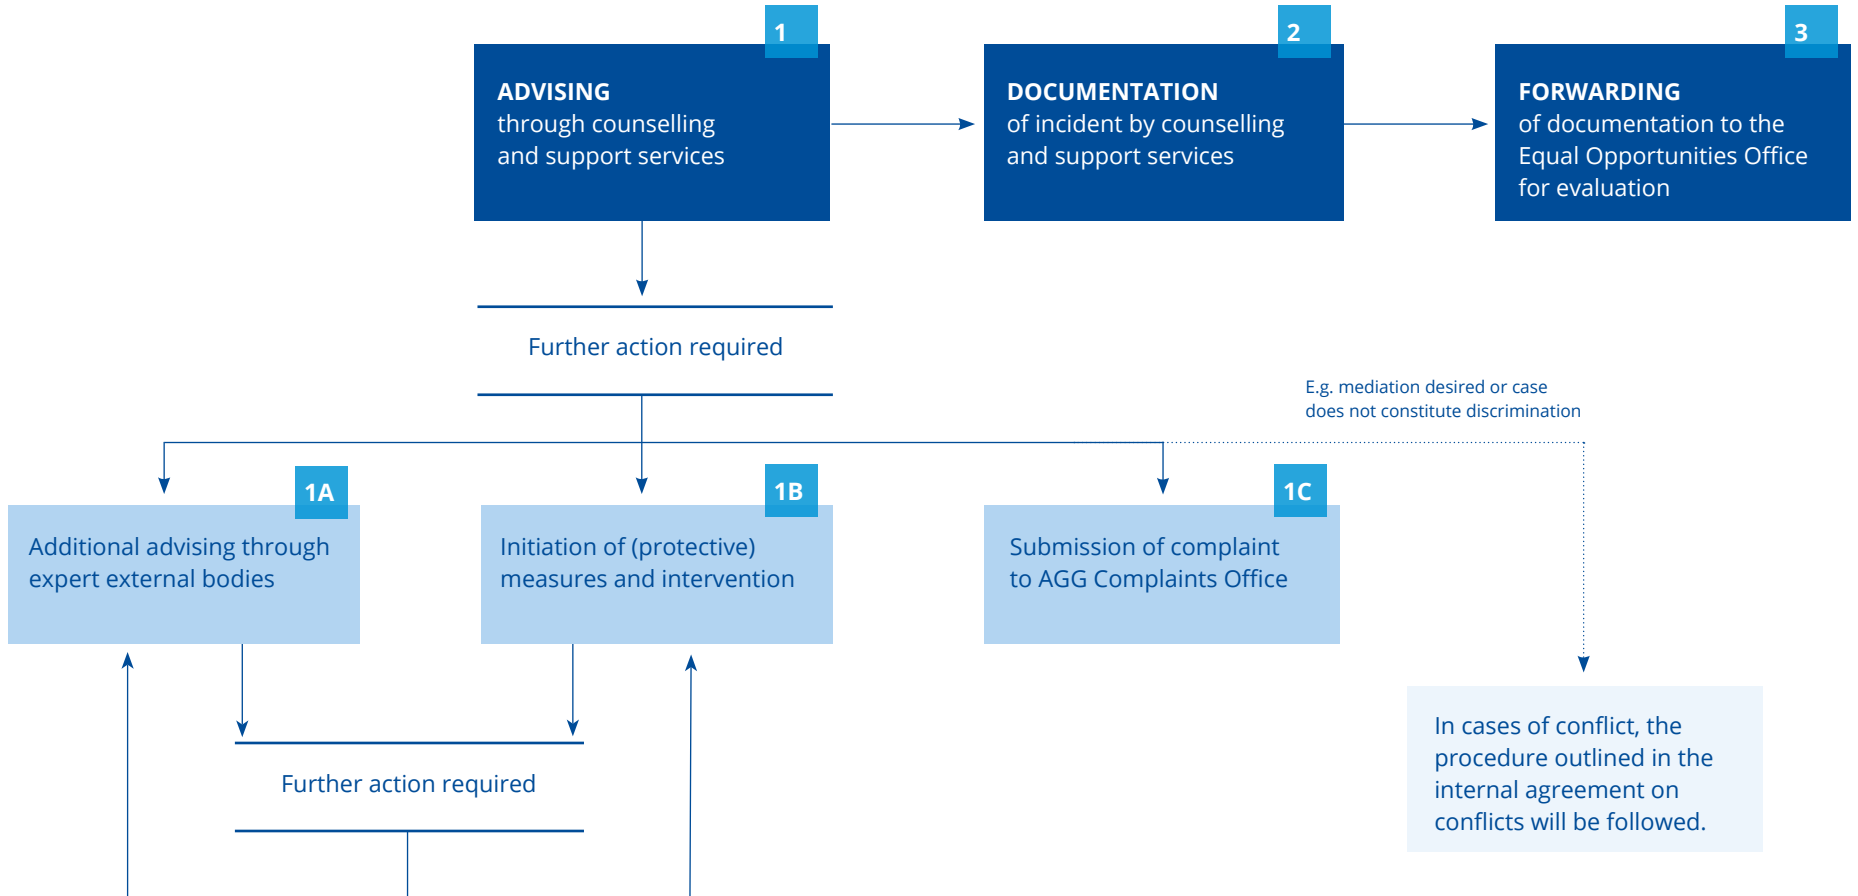 1
ADVISING
through counselling
and support services
2
DOCUMENTATION
of incident by counselling
and support services
3
FORWARDING
of documentation to the
Equal Opportunities Office
for evaluation
Further action required
E.g. mediation desired or case
does not constitute discrimination
1A
Additional advising through
expert external bodies
1B
Initiation of (protective)
measures and intervention
1C
Submission of complaint
to AGG Complaints Office
Further action required
In cases of conflict, the
procedure outlined in the
internal agreement on
conflicts will be followed.